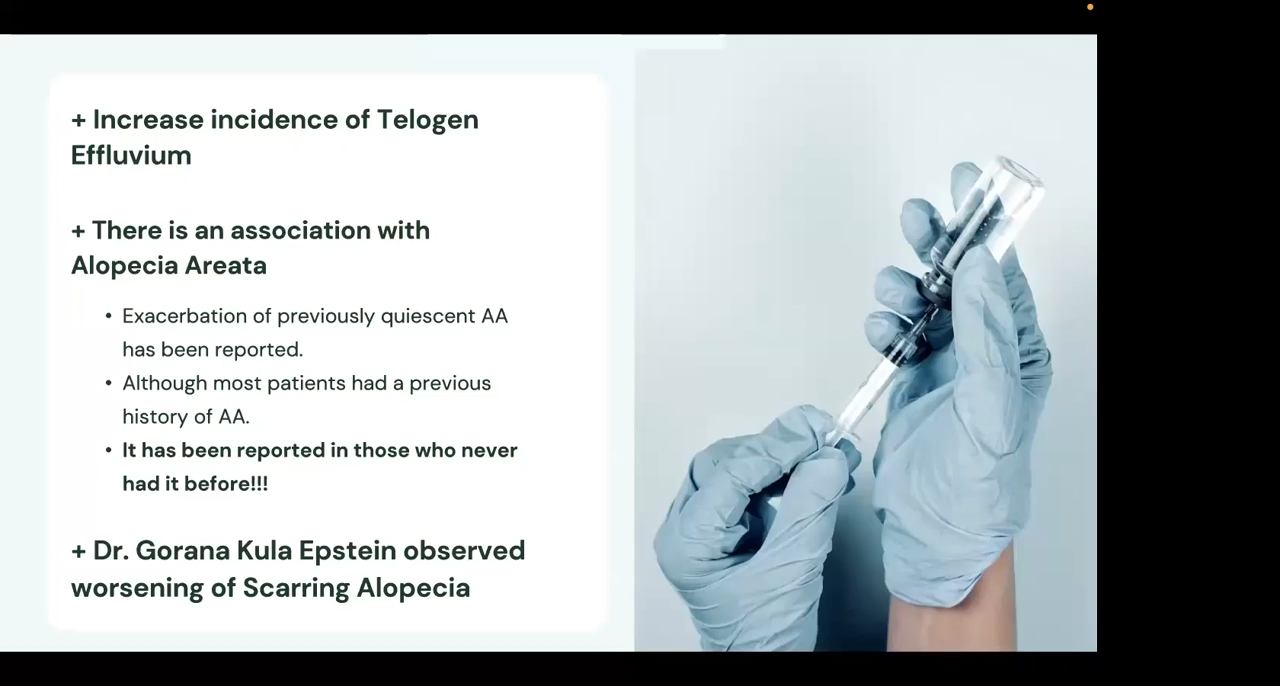 + Increase incidence of Telogen
Effluvium
+ There is an association with
Alopecia Areata
• Exacerbation of previously quiescent AA
has been reported.
• Although most patients had a previous
history of AA.
• It has been reported in those who never
had it before!!!
+ Dr. Gorana Kula Epstein observed
worsening of Scarring Alopecia